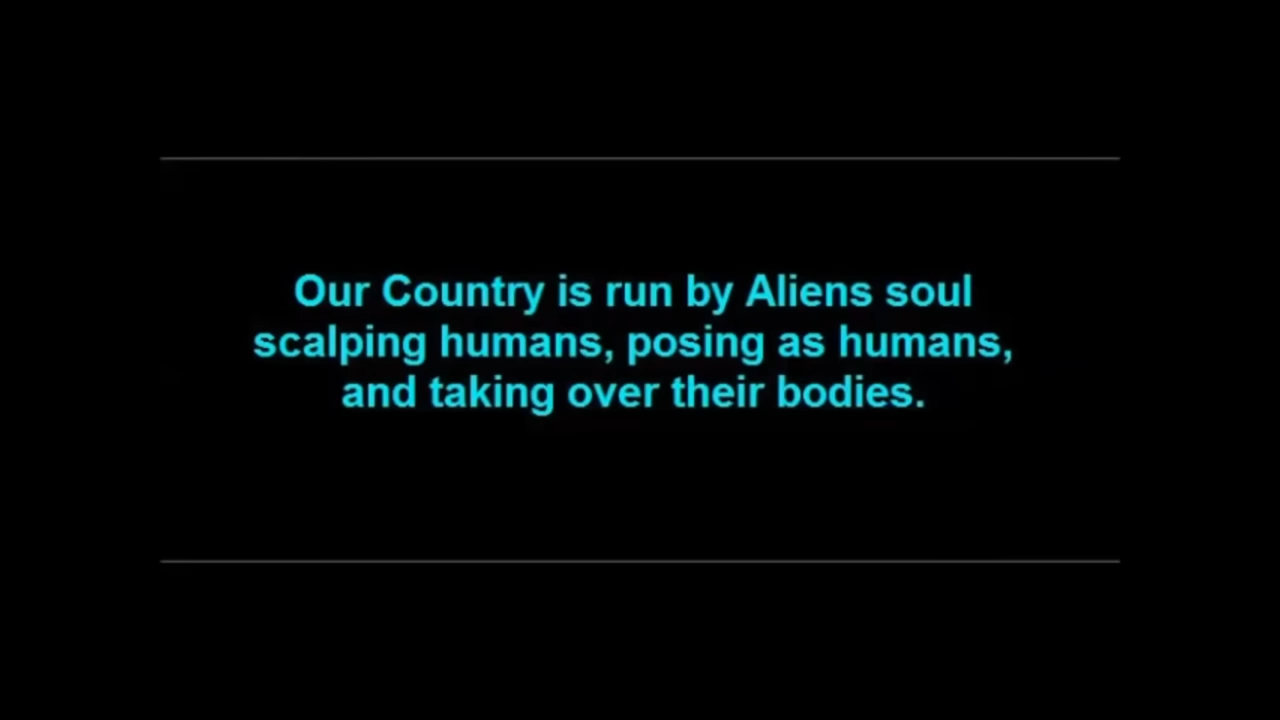 Our Country is run by Aliens soul
scalping humans, posing as humans,
and taking over their bodies.